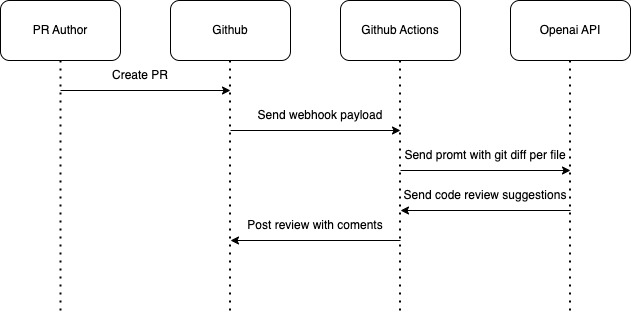 PR Author
Github
Github Actions
Openai API
Create PR
Send webhook payload
Send promt with git diff per file
Send code review suggestions
Post review with coments